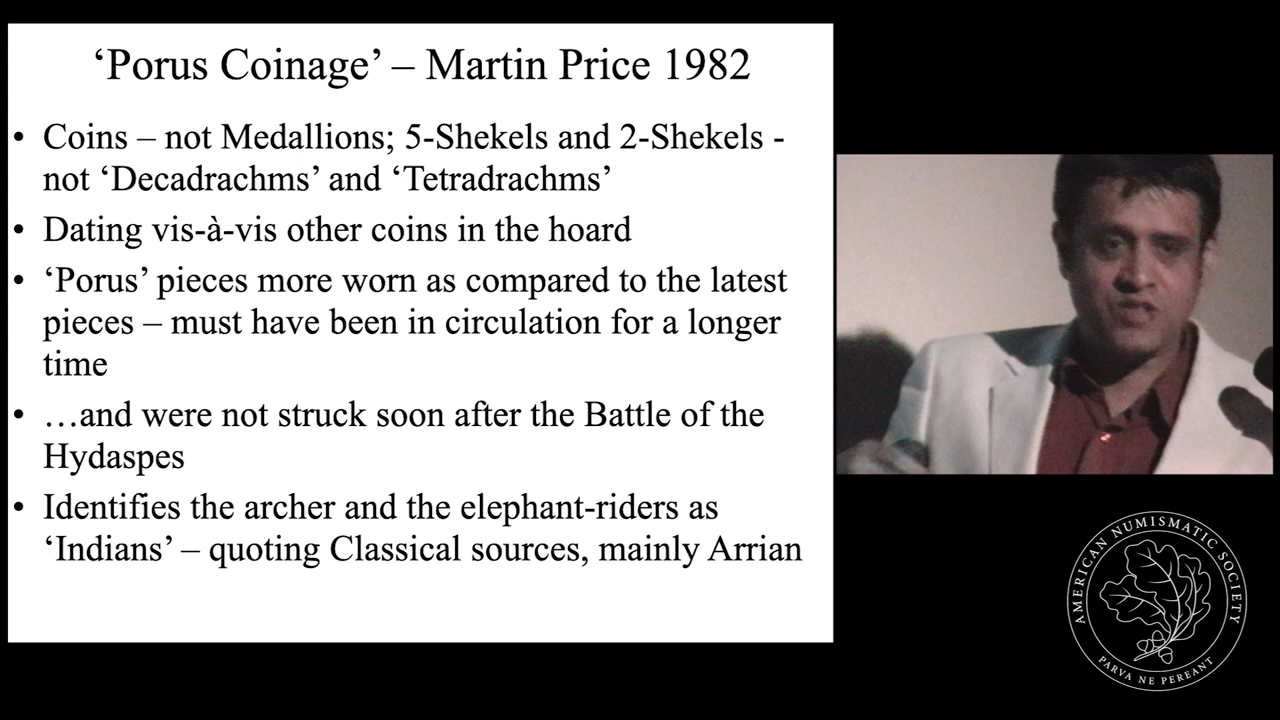 ‘Porus Coinage’ – Martin Price 1982
• Coins – not Medallions; 5-Shekels and 2-Shekels -
not ‘Decadrachms’ and ‘Tetradrachms’
• Dating vis-à-vis other coins in the hoard
• ‘Porus’ pieces more worn as compared to the latest
pieces – must have been in circulation for a longer
time
• …and were not struck soon after the Battle of the
Hydaspes
• Identifies the archer and the elephant-riders as
‘Indians’ – quoting Classical sources, mainly Arrian
AMERICAN NUMISMATIC SOCIETY
PARVA NE PEREANT